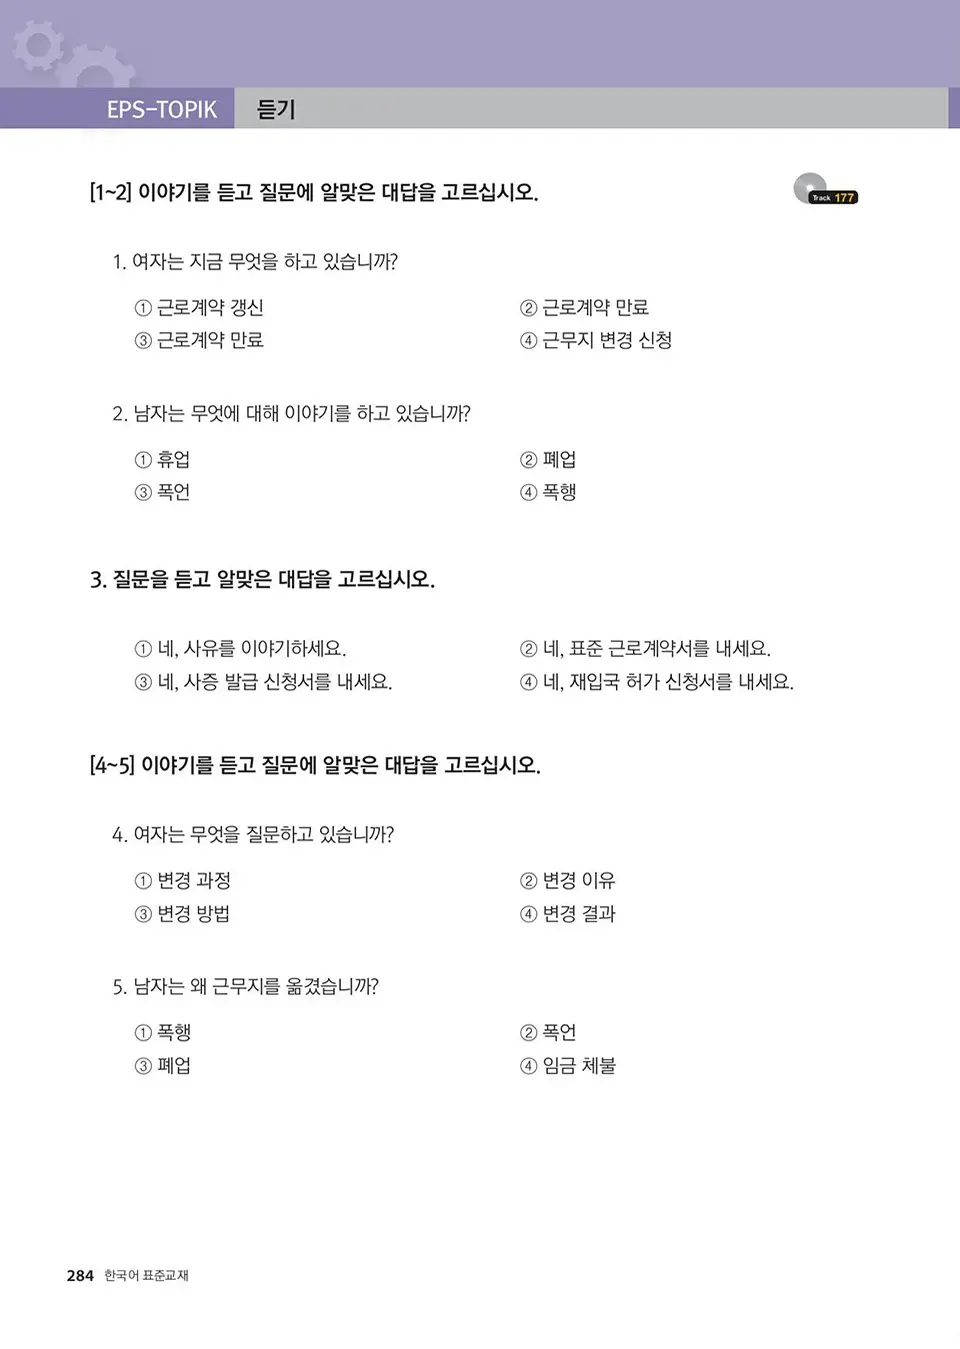 EPS-TOPIK 듣기
[1~2] 이야기를 듣고 질문에 알맞은 대답을 고르십시오.
Track 177
1. 여자는 지금 무엇을 하고 있습니까?
① 근로계약 갱신 ② 근로계약 만료
③ 근로계약 만료 ④ 근무지 변경 신청
2. 남자는 무엇에 대해 이야기를 하고 있습니까?
① 휴업 ② 폐업
③ 폭언 ④ 폭행
3. 질문을 듣고 알맞은 대답을 고르십시오.
① 네, 사유를 이야기하세요. ② 네, 표준 근로계약서를 내세요.
③ 네, 사증 발급 신청서를 내세요. ④ 네, 재입국 허가 신청서를 내세요.
[4~5] 이야기를 듣고 질문에 알맞은 대답을 고르십시오.
4. 여자는 무엇을 질문하고 있습니까?
① 변경 과정 ② 변경 이유
③ 변경 방법 ④ 변경 결과
5. 남자는 왜 근무지를 옮겼습니까?
① 폭행 ② 폭언
③ 폐업 ④ 임금 체불
284 한국어 표준교재